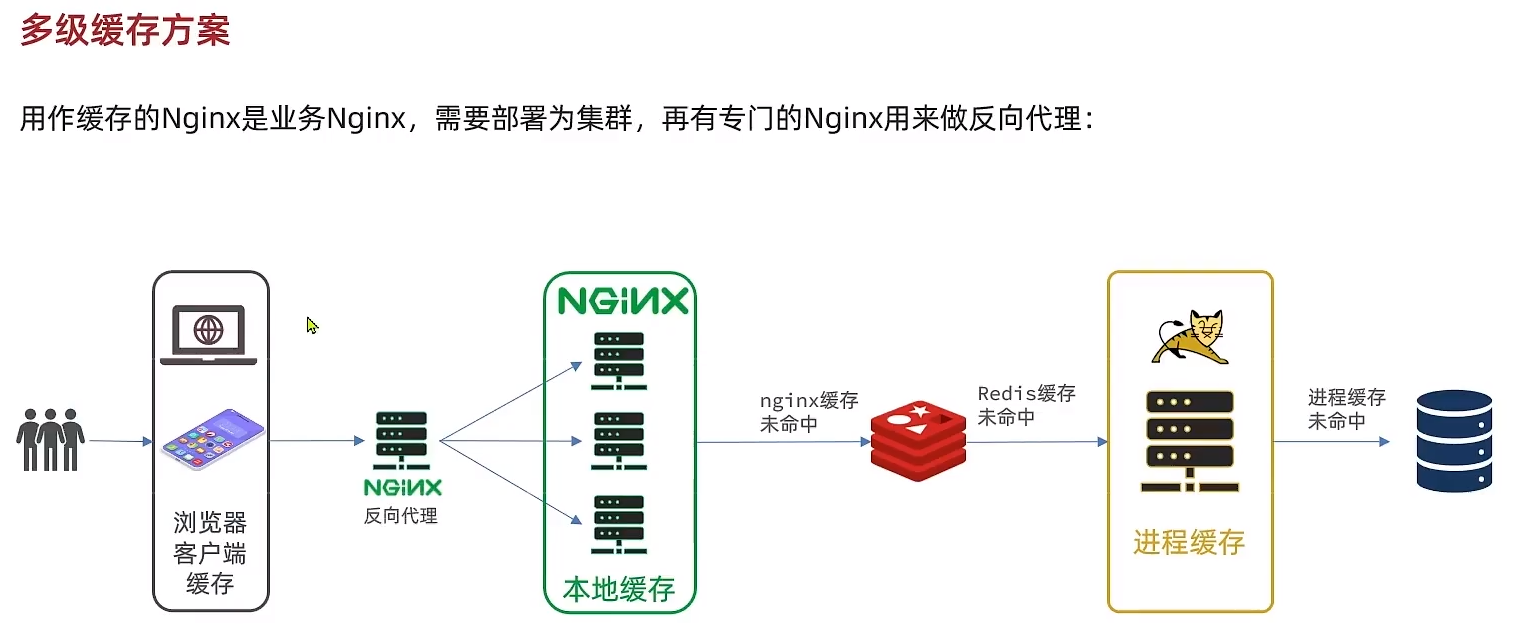 多级缓存方案
用作缓存的Nginx是业务Nginx，需要部署为集群，再有专门的Nginx用来做反向代理：
浏览器
客户端
缓存
NGiNX
反向代理
NGiNX
本地缓存
nginx缓存
未命中
Redis缓存
未命中
进程缓存
进程缓存
未命中